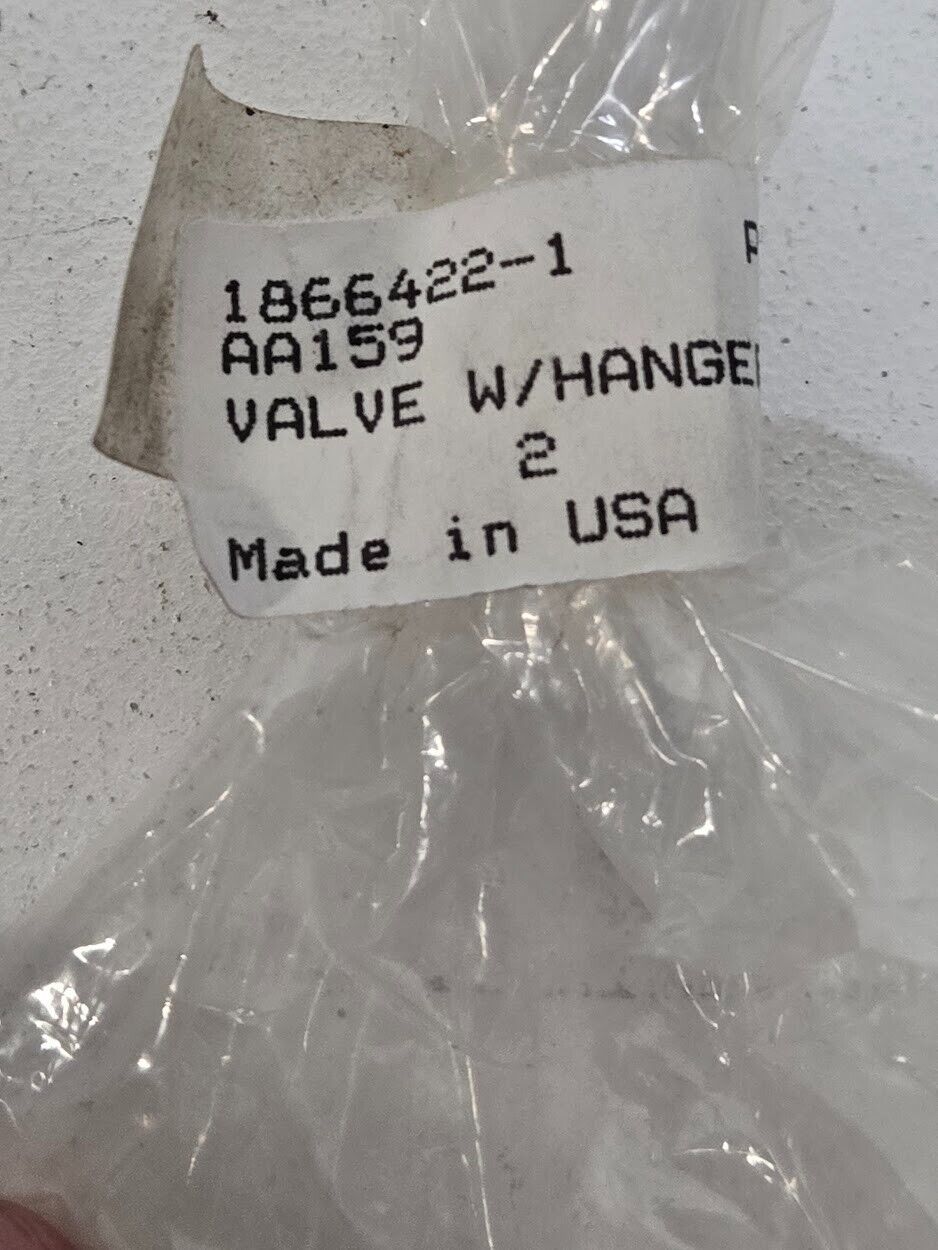 1866422-1
AA159
VALVE W/HANGE
2
Made in USA